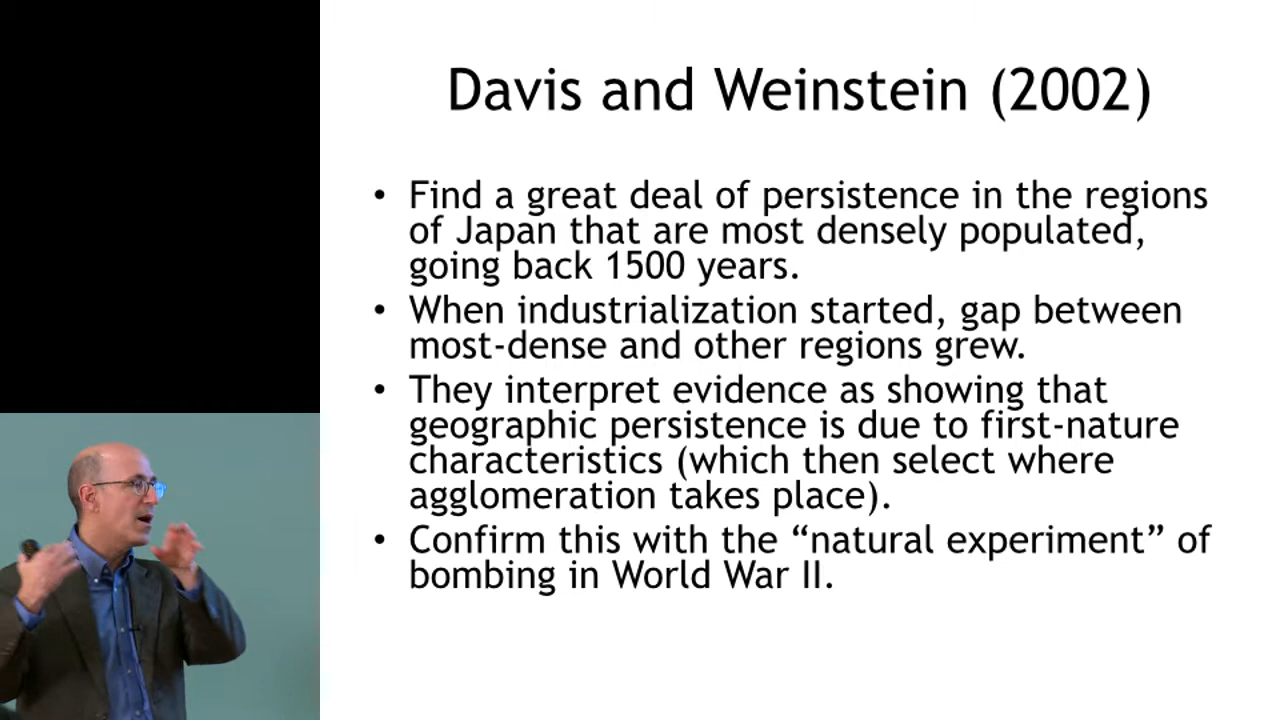 Davis and Weinstein (2002)
• Find a great deal of persistence in the regions
of Japan that are most densely populated,
going back 1500 years.
• When industrialization started, gap between
most-dense and other regions grew.
• They interpret evidence as showing that
geographic persistence is due to first-nature
characteristics (which then select where
agglomeration takes place).
• Confirm this with the “natural experiment” of
bombing in World War II.